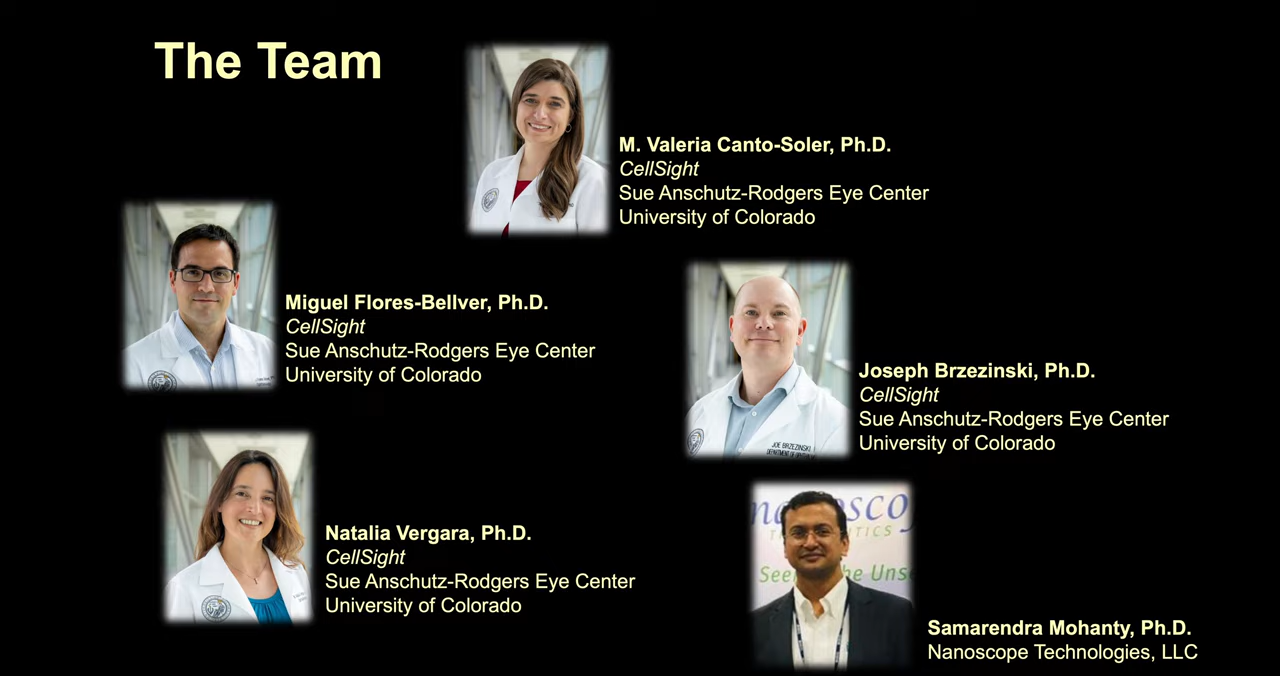 The Team
M. Valeria Canto-Soler, Ph.D.
CellSight
Sue Anschutz-Rodgers Eye Center
University of Colorado
Miguel Flores-Bellver, Ph.D.
CellSight
Sue Anschutz-Rodgers Eye Center
University of Colorado
JOE BRZEZINSKI
Joseph Brzezinski, Ph.D.
CellSight
Sue Anschutz-Rodgers Eye Center
University of Colorado
Natalia Vergara, Ph.D.
CellSight
Sue Anschutz-Rodgers Eye Center
University of Colorado
Samarendra Mohanty, Ph.D.
Nanoscope Technologies, LLC